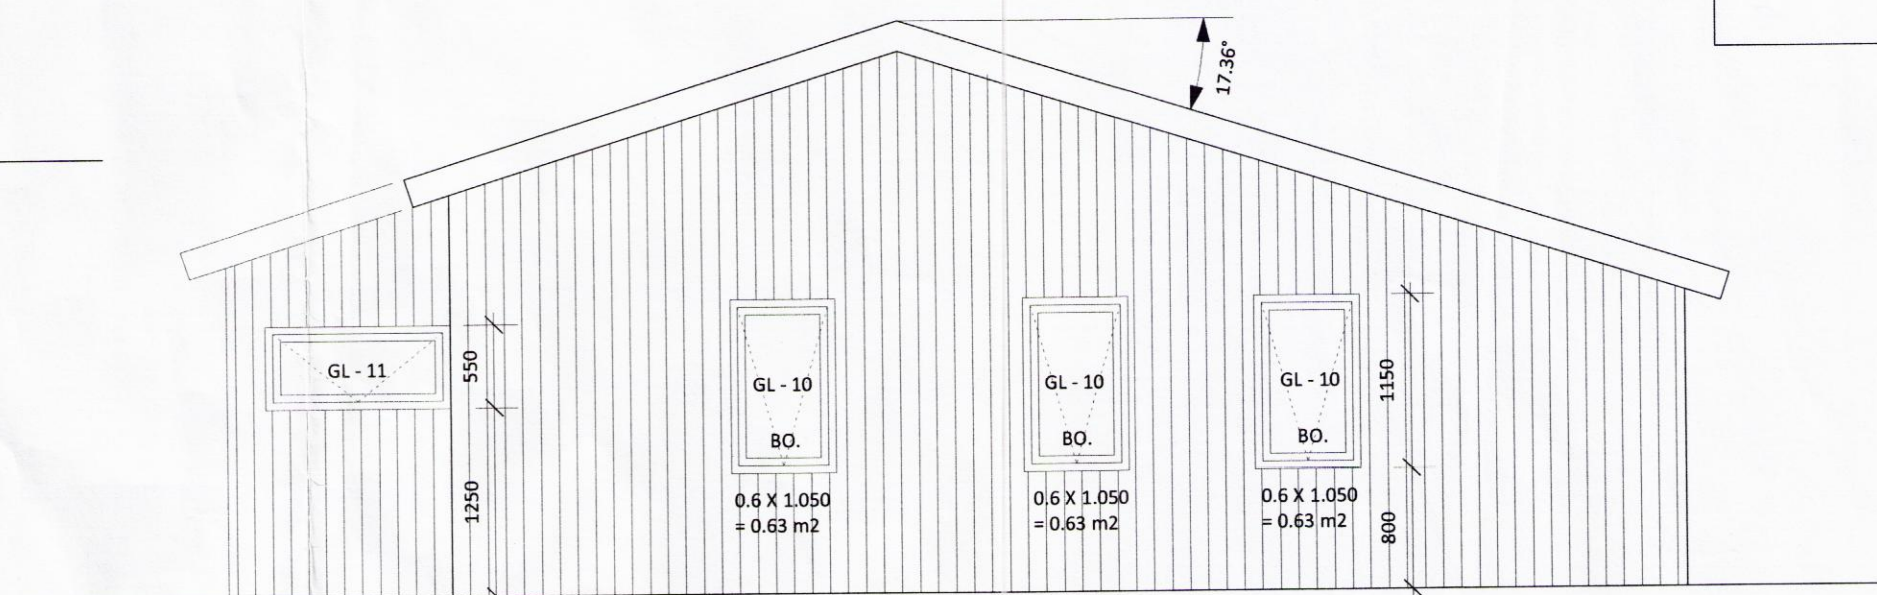 17.36°
GL - 11
550
1250
GL - 10
BO.
0.6 X 1.050
= 0.63 m2
GL - 10
BO.
0.6 X 1.050
= 0.63 m2
GL - 10
BO.
0.6 X 1.050
= 0.63 m2
1150
800